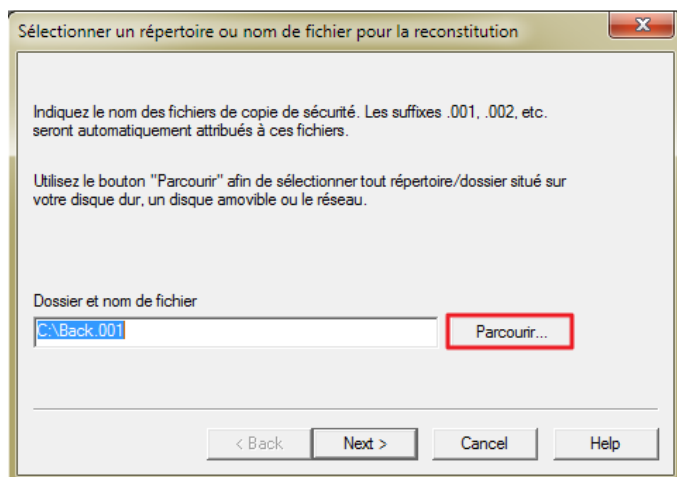 Sélectionner un répertoire ou nom de fichier pour la reconstitution
Indiquez le nom des fichiers de copie de sécurité. Les suffixes .001, .002, etc.
seront automatiquement attribués à ces fichiers.
Utilisez le bouton "Parcourir" afin de sélectionner tout répertoire/dossier situé sur
votre disque dur, un disque amovible ou le réseau.
Dossier et nom de fichier
C:\Back.001
Parcourir...
< Back
Next >
Cancel
Help